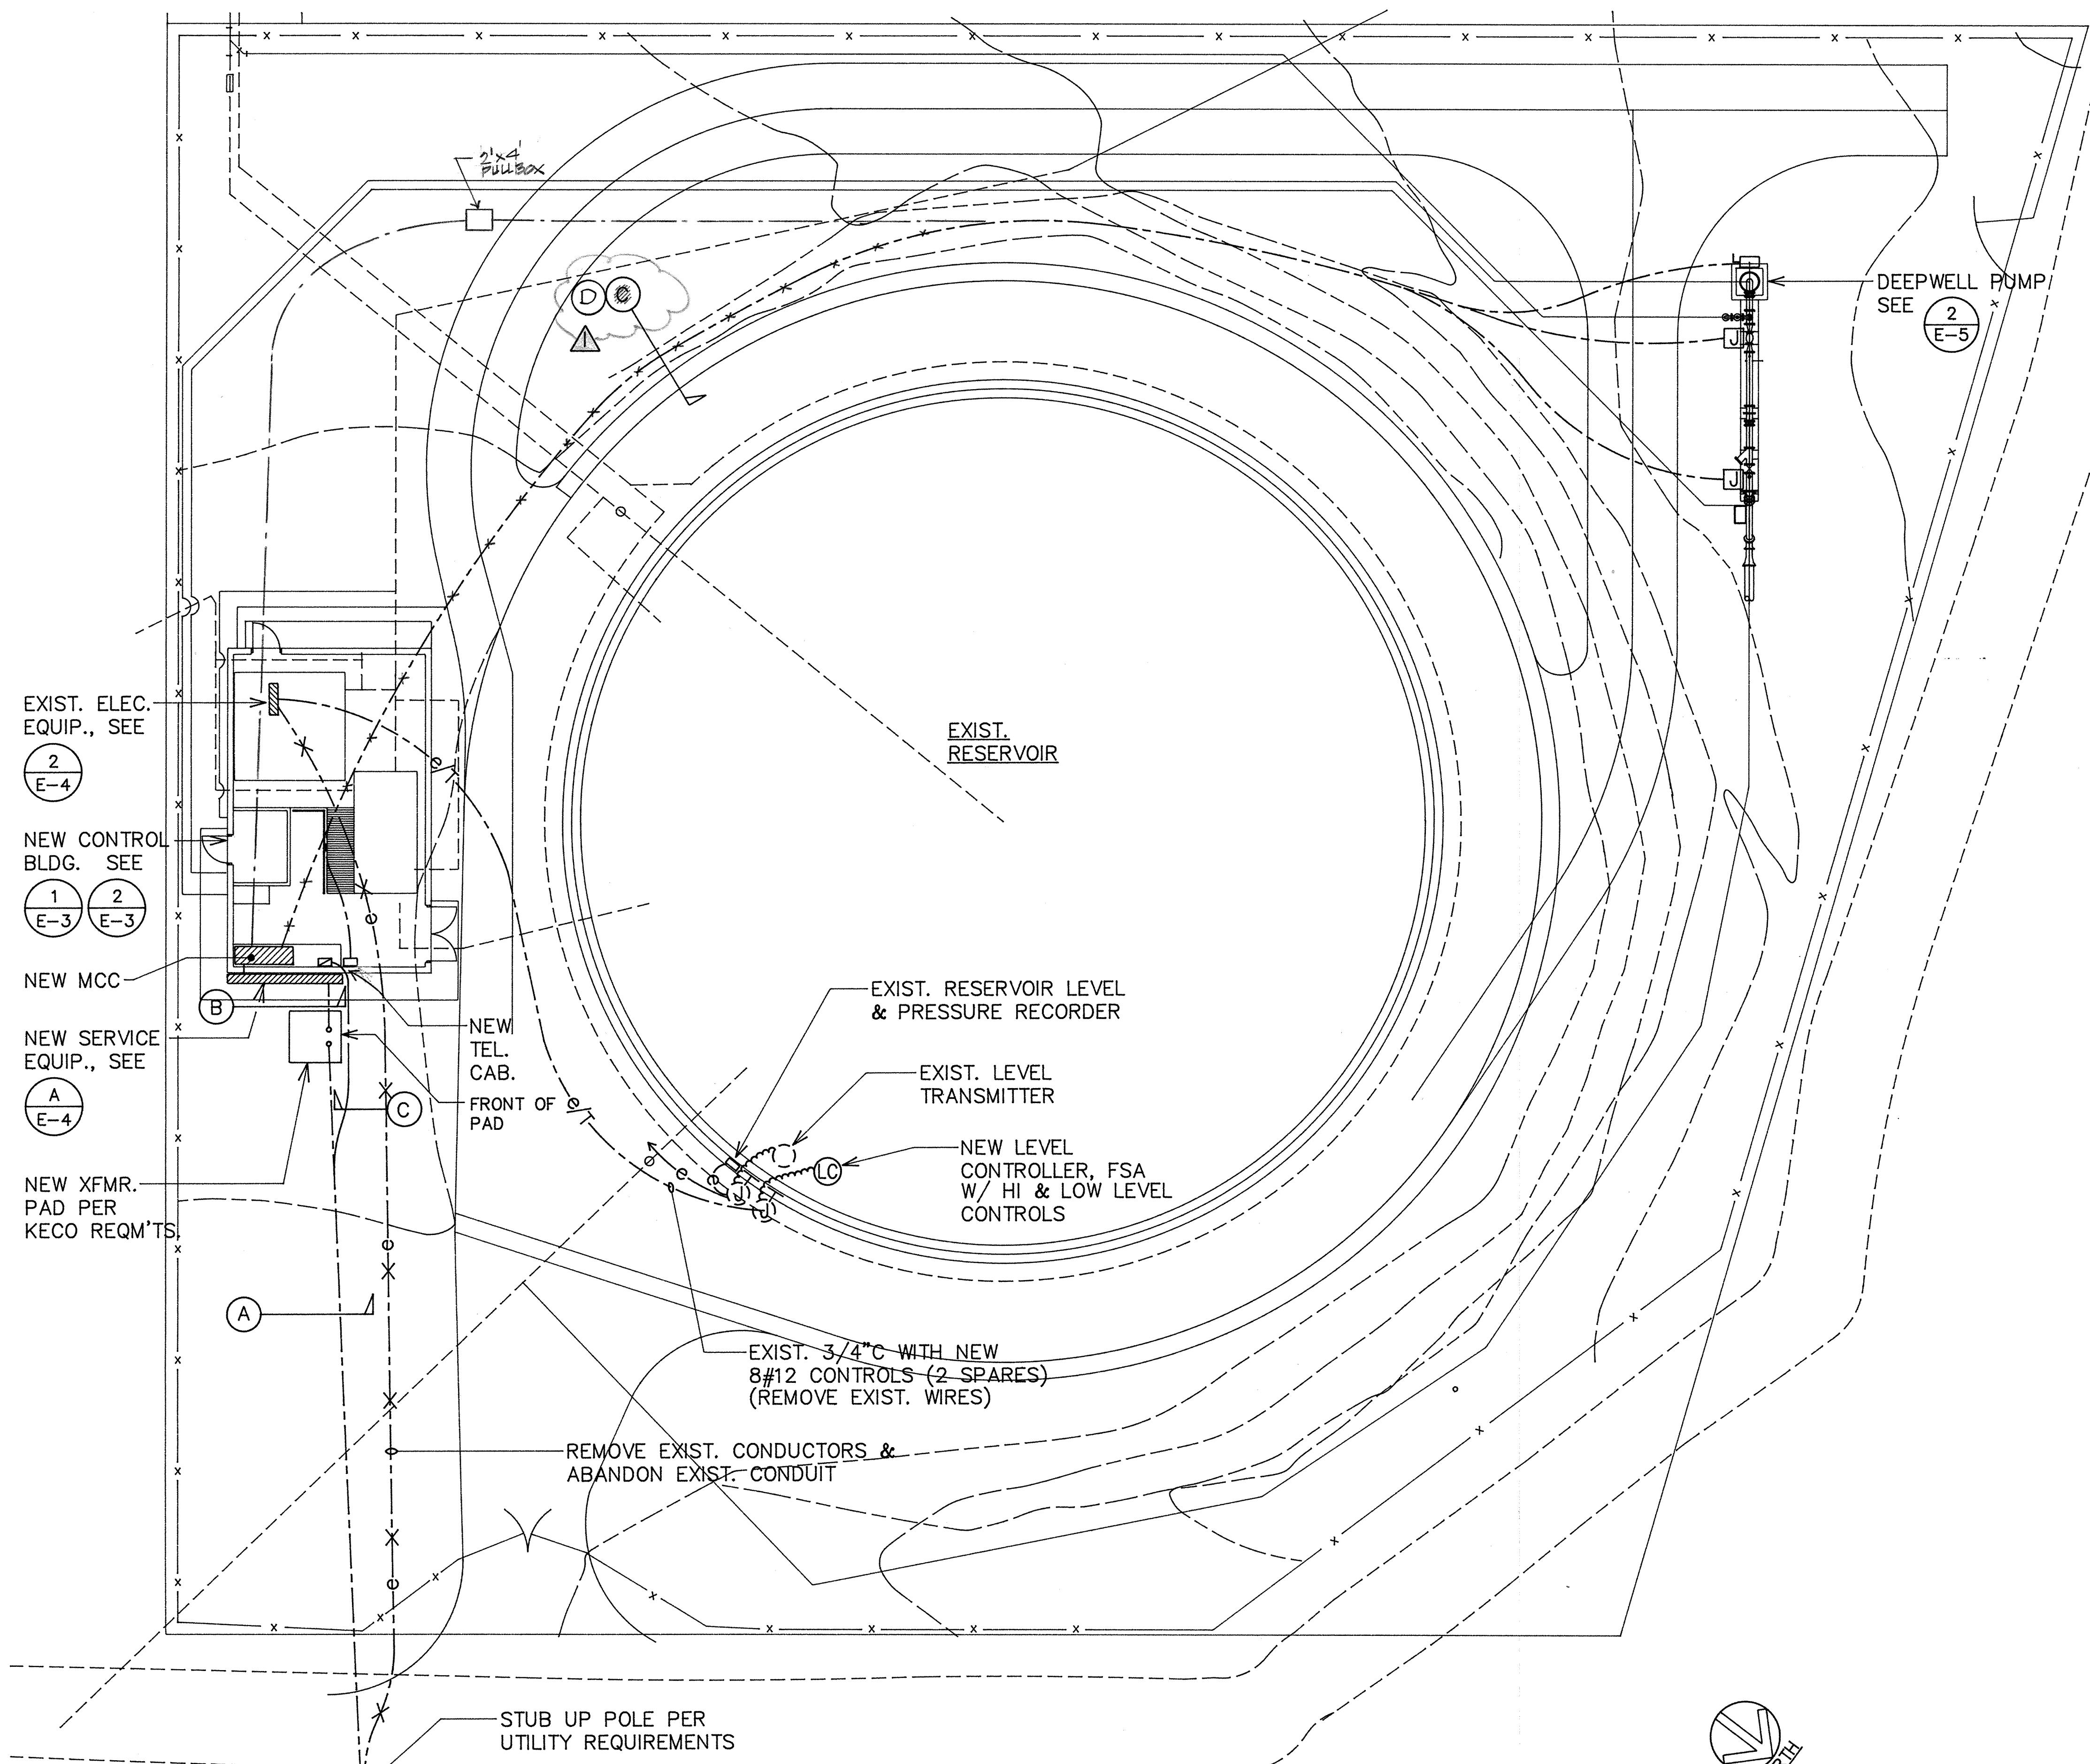 2'x4'
PULLBOX
D
C
1
DEEPWELL PUMP
SEE
2
E-5
J
J
EXIST. ELEC.
EQUIP., SEE
2
E-4
EXIST.
RESERVOIR
NEW CONTROL
BLDG. SEE
1
E-3
2
E-3
NEW MCC
B
NEW SERVICE
EQUIP., SEE
A
E-4
NEW
TEL.
CAB.
FRONT OF
PAD
C
EXIST. RESERVOIR LEVEL
& PRESSURE RECORDER
EXIST. LEVEL
TRANSMITTER
LC
NEW LEVEL
CONTROLLER, FSA
W/ HI & LOW LEVEL
CONTROLS
J
J
e/T
e/T
e
e
e
e
e
NEW XFMR.
PAD PER
KECO REQM'TS.
A
EXIST. 3/4"C WITH NEW
8#12 CONTROLS (2 SPARES)
(REMOVE EXIST. WIRES)
REMOVE EXIST. CONDUCTORS &
ABANDON EXIST. CONDUIT
STUB UP POLE PER
UTILITY REQUIREMENTS